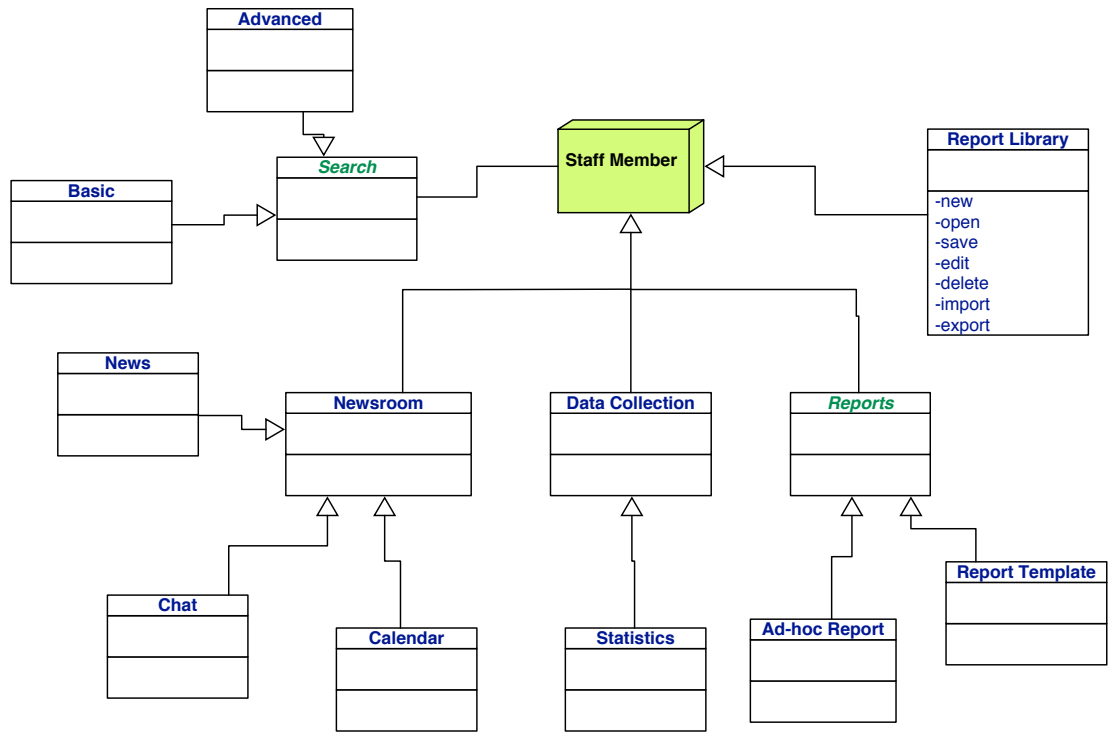 Advanced
Search
Staff Member
Report Library
-new
-open
-save
-edit
-delete
-import
-export
Basic
News
Newsroom
Data Collection
Reports
Chat
Calendar
Statistics
Ad-hoc Report
Report Template